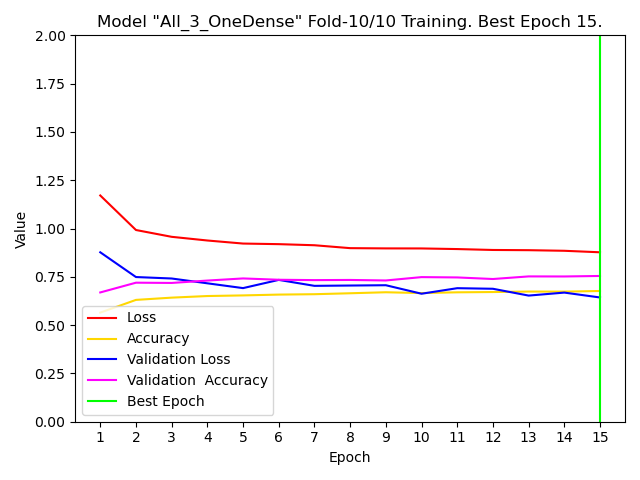 Model "All_3_OneDense" Fold-10/10 Training. Best Epoch 15.
2.00
1.75
1.50
1.25
1.00
0.75
0.50
0.25
0.00
Value
Loss
Accuracy
Validation Loss
Validation  Accuracy
Best Epoch
1 2 3 4 5 6 7 8 9 10 11 12 13 14 15
Epoch